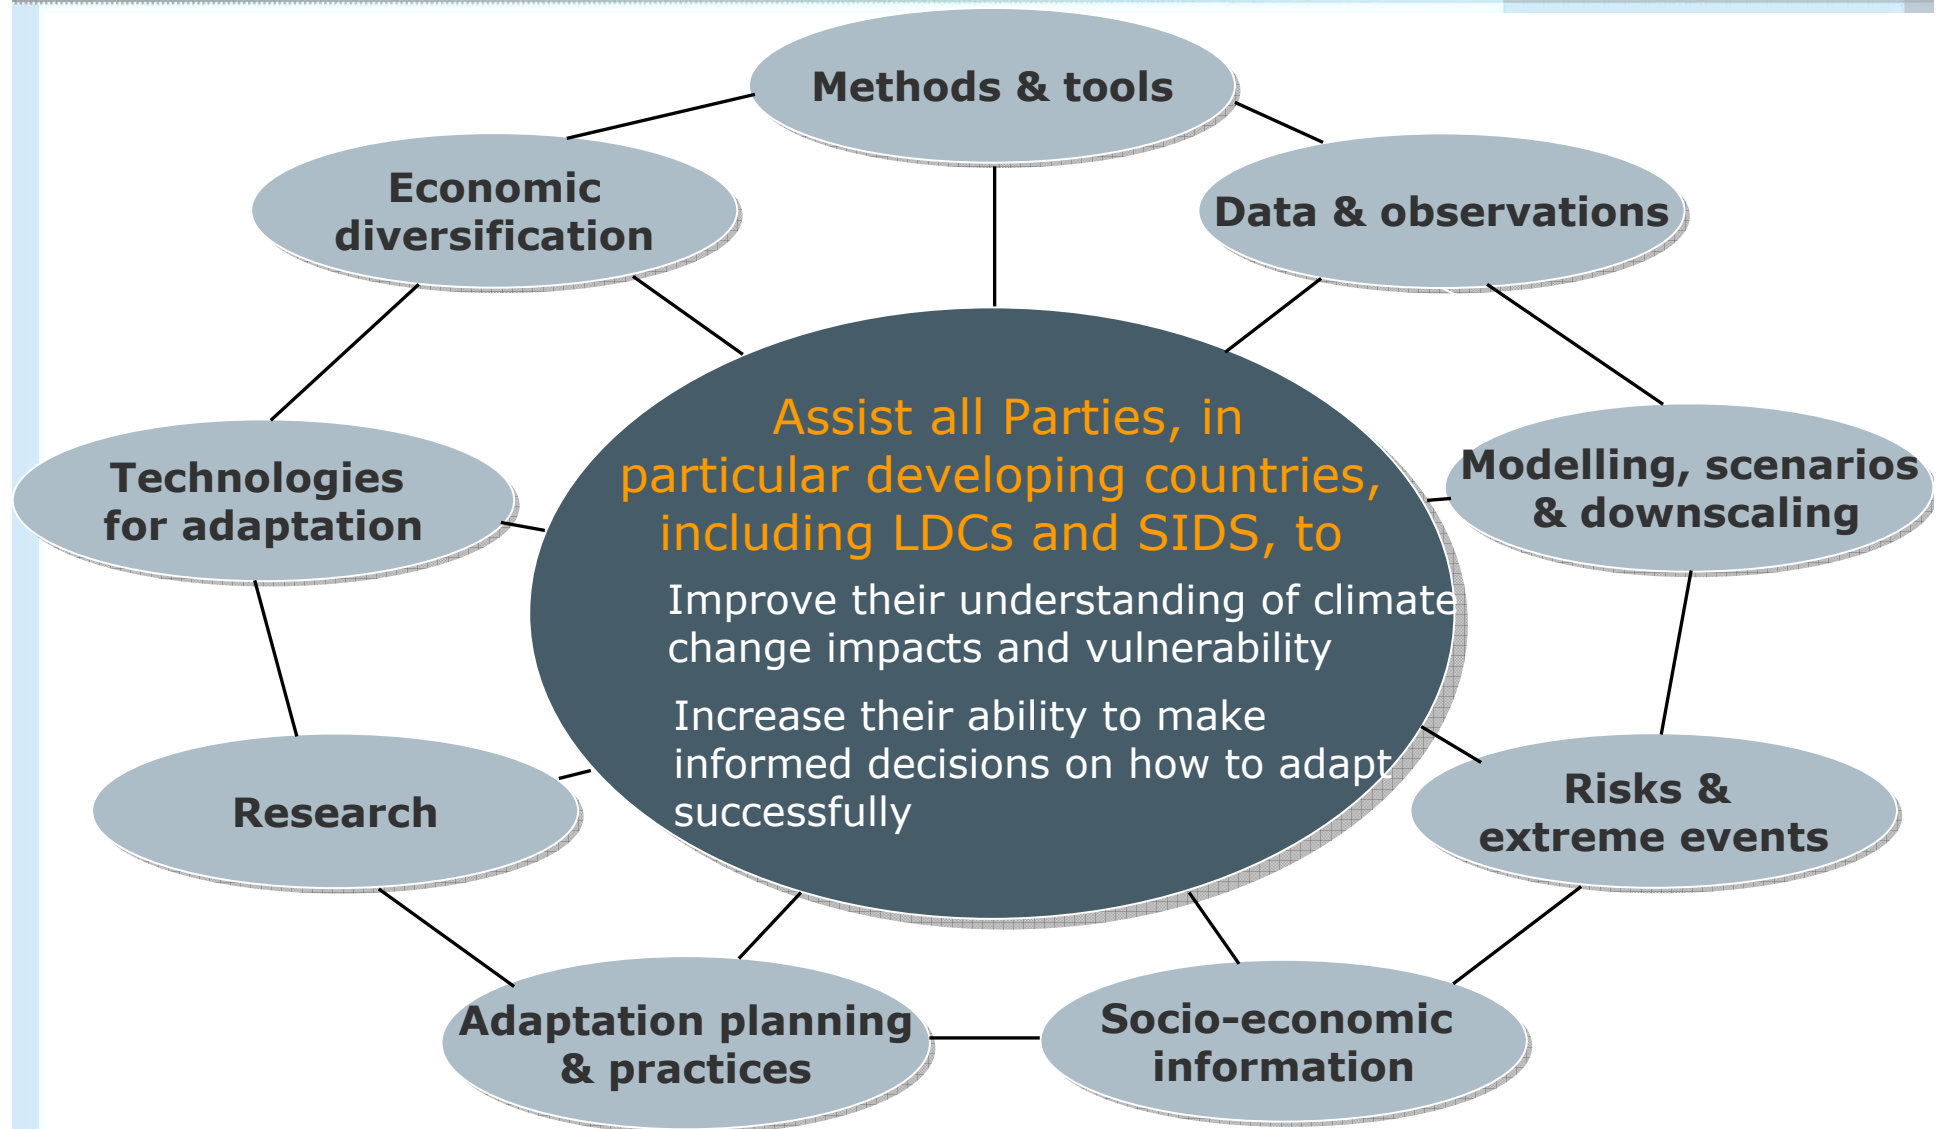 Methods & tools
Economic
diversification
Data & observations
Assist all Parties, in
particular developing countries,
including LDCs and SIDS, to
Improve their understanding of climate
change impacts and vulnerability
Increase their ability to make
informed decisions on how to adapt
successfully
Technologies
for adaptation
Modelling, scenarios
& downscaling
Research
Risks &
extreme events
Adaptation planning
& practices
Socio-economic
information